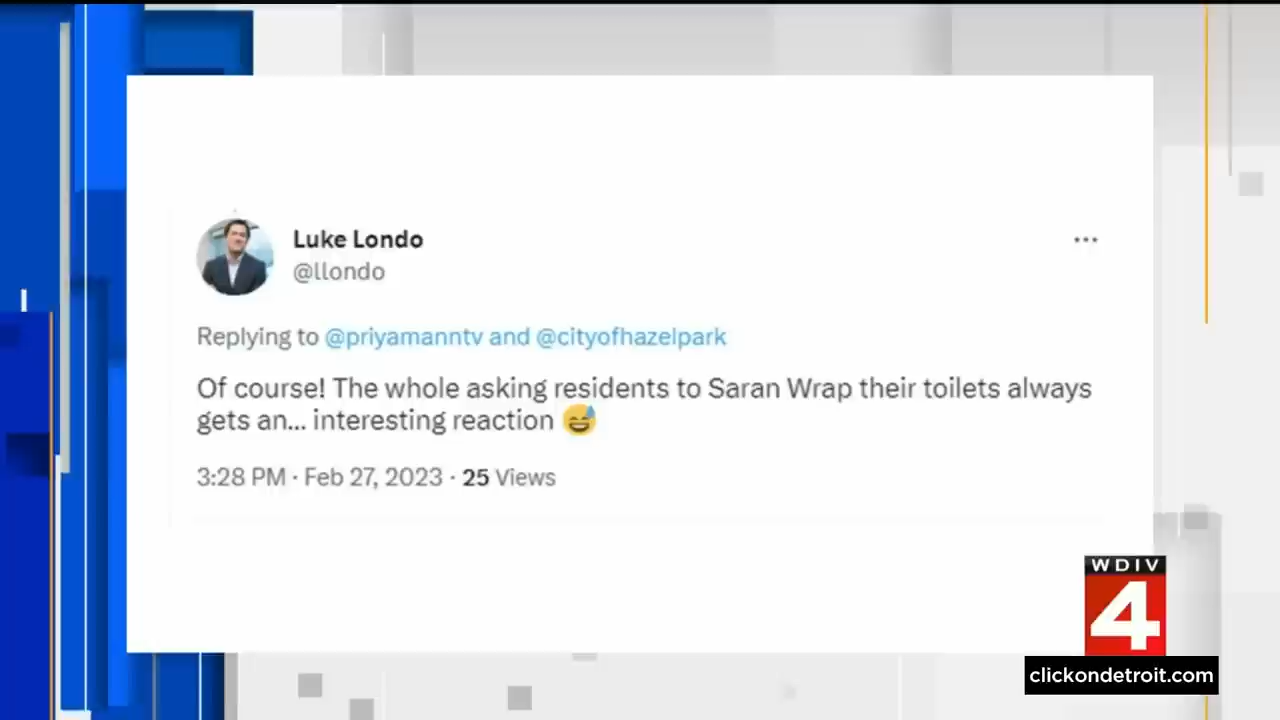 Luke Londo
@llondo
Replying to @priyamanntv and @cityofhazelpark
Of course! The whole asking residents to Saran Wrap their toilets always
gets an... interesting reaction 😅
3:28 PM · Feb 27, 2023 · 25 Views
WDIV
4
clickondetroit.com